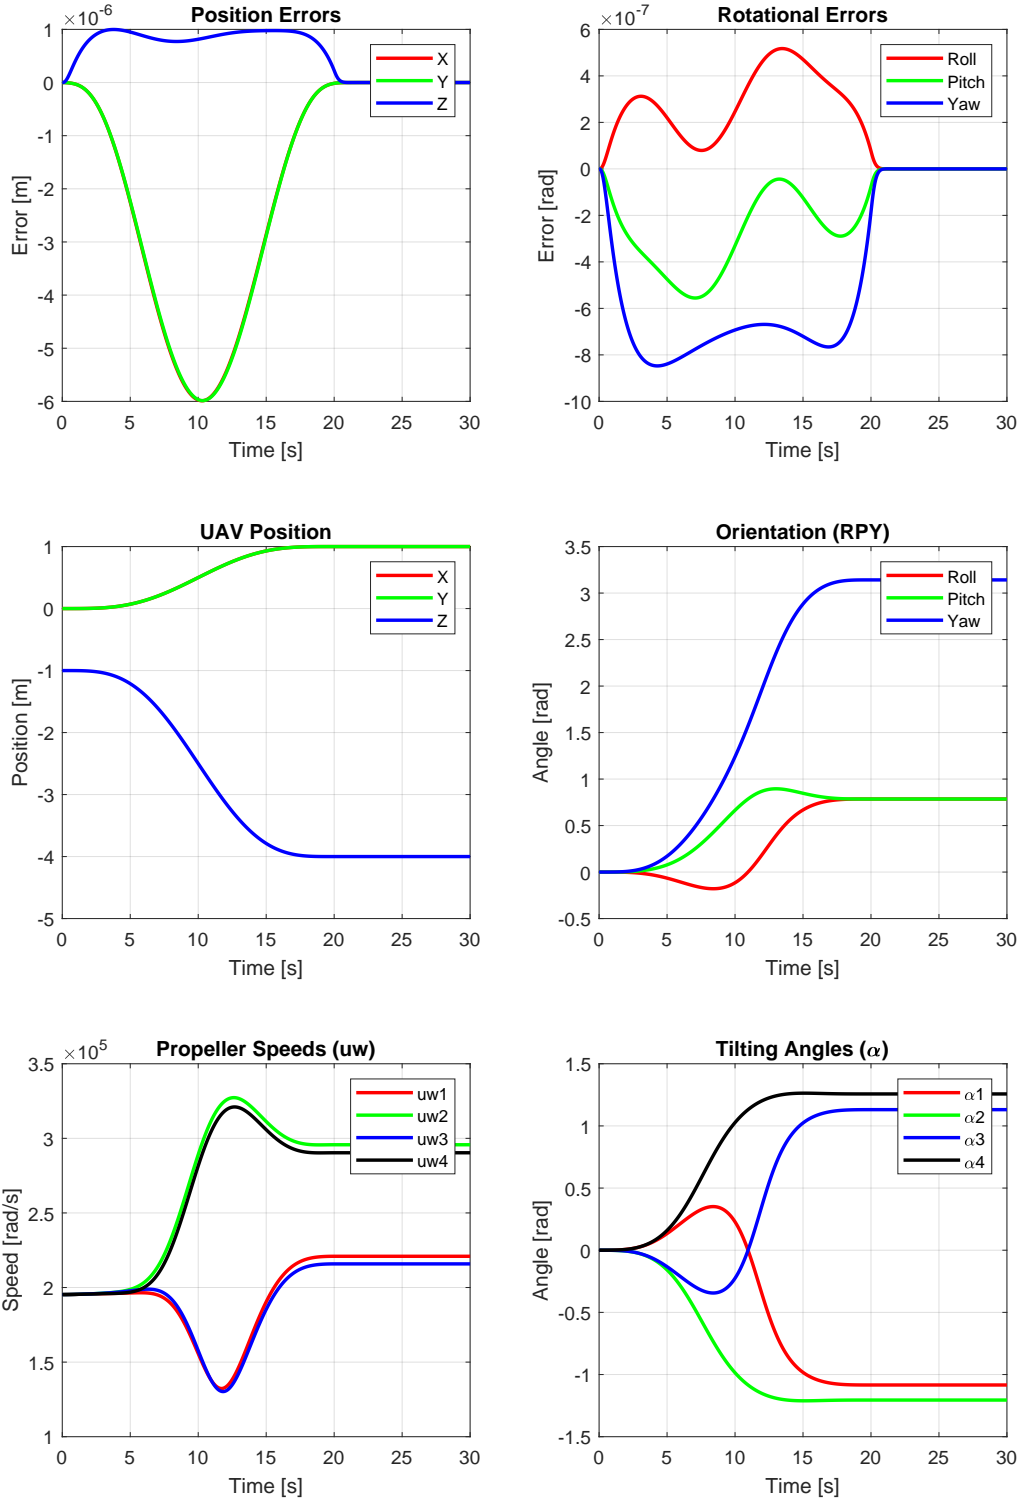 Position Errors
×10⁻⁶
1
0
-1
-2
-3
-4
-5
-6
Error [m]
0 5 10 15 20 25 30
Time [s]
X
Y
Z
Rotational Errors
×10⁻⁷
6
4
2
0
-2
-4
-6
-8
-10
Error [rad]
0 5 10 15 20 25 30
Time [s]
Roll
Pitch
Yaw
UAV Position
1
0
-1
-2
-3
-4
-5
Position [m]
0 5 10 15 20 25 30
Time [s]
X
Y
Z
Orientation (RPY)
3.5
3
2.5
2
1.5
1
0.5
0
-0.5
Angle [rad]
0 5 10 15 20 25 30
Time [s]
Roll
Pitch
Yaw
Propeller Speeds (uw)
×10⁵
3.5
3
2.5
2
1.5
1
Speed [rad/s]
0 5 10 15 20 25 30
Time [s]
uw1
uw2
uw3
uw4
Tilting Angles (α)
1.5
1
0.5
0
-0.5
-1
-1.5
Angle [rad]
0 5 10 15 20 25 30
Time [s]
α1
α2
α3
α4